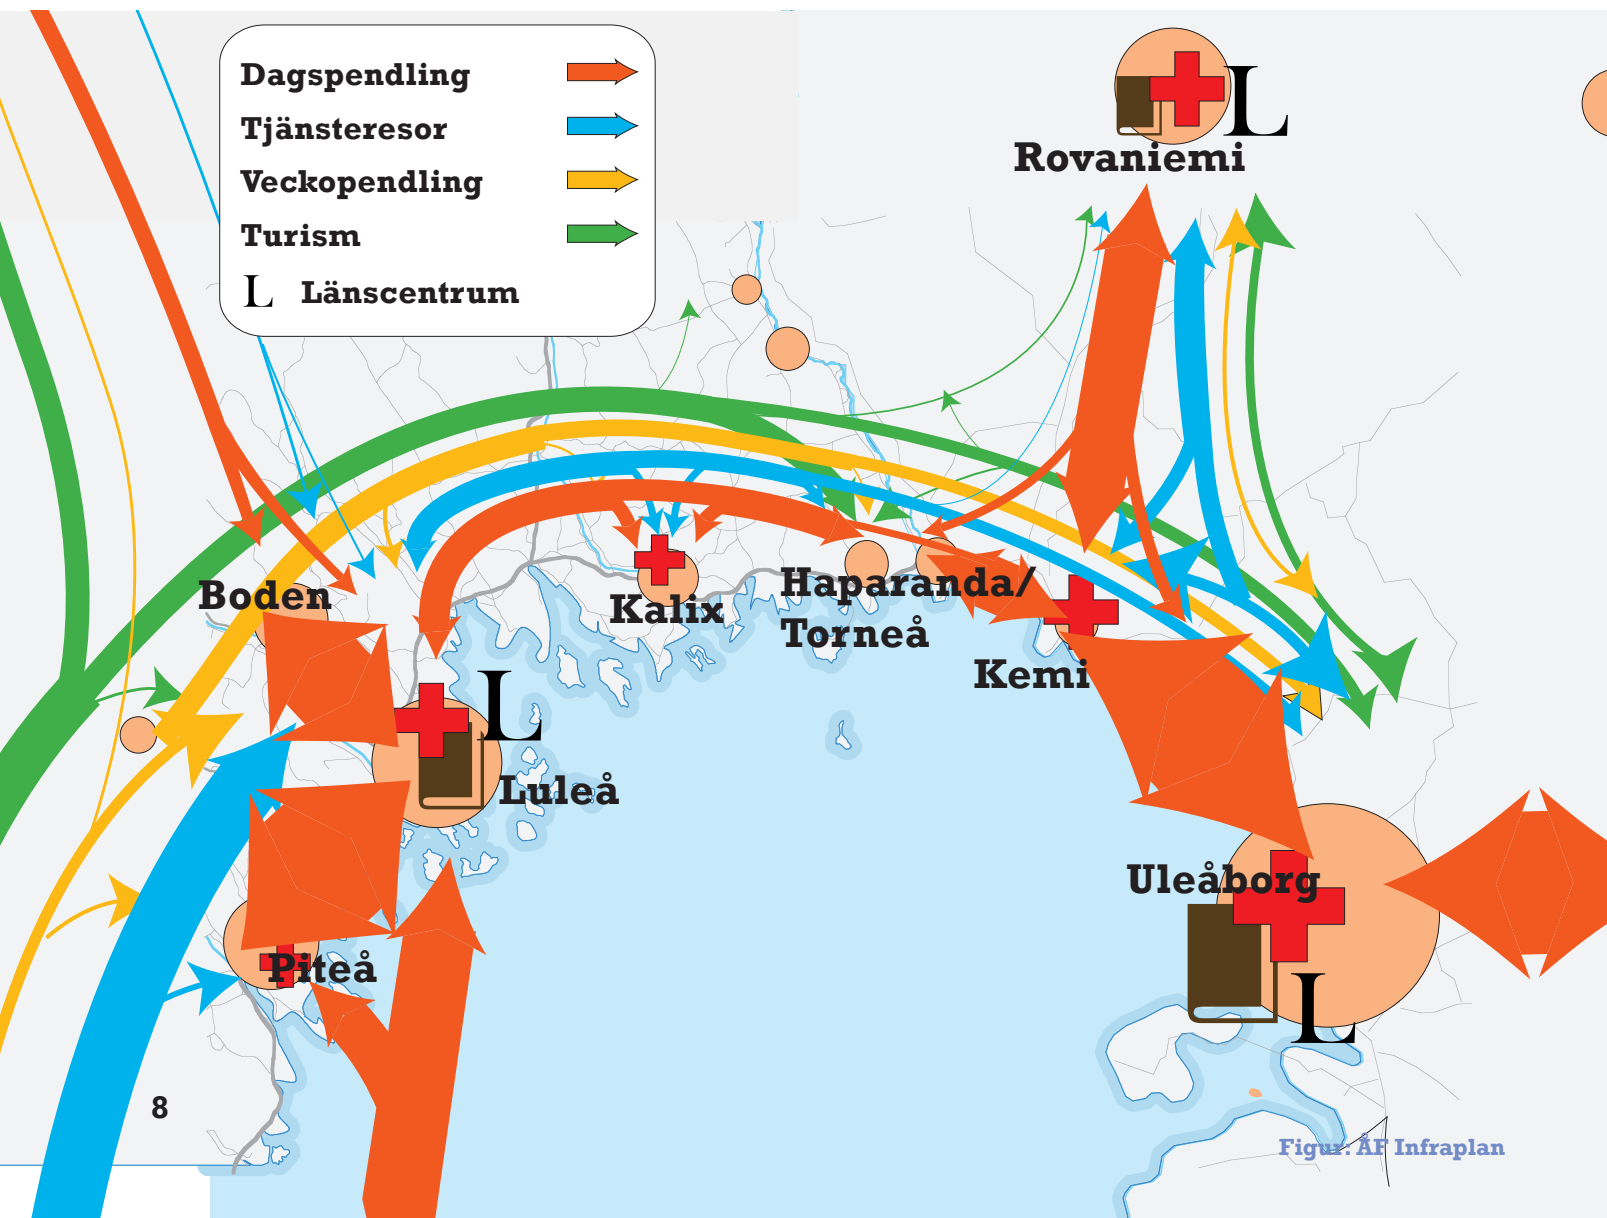 Dagspendling
Tjänsteresor
Veckopendling
Turism
L Länscentrum
L
Rovaniemi
Boden
Kalix
Haparanda/
Torneå
Kemi
L
Luleå
Uleåborg
Piteå
L
8
Figur: ÅF Infraplan